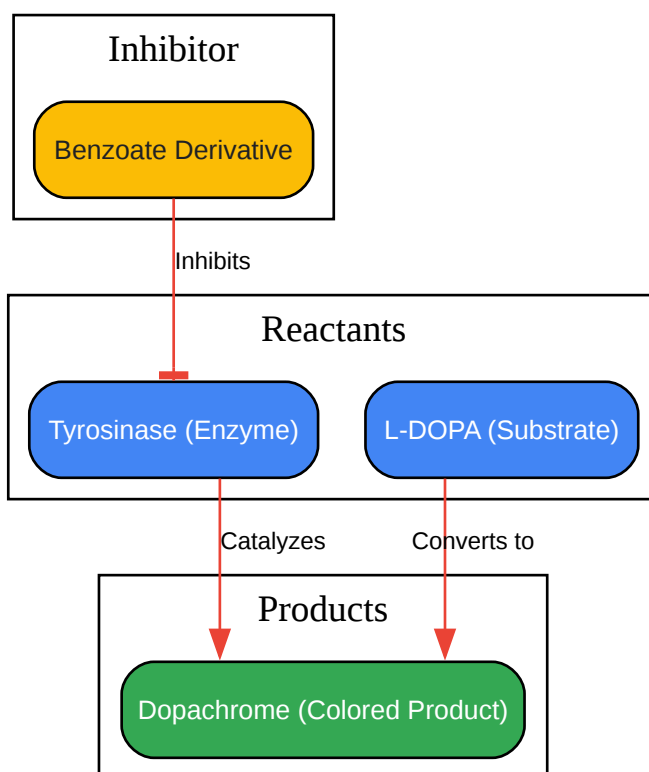 Inhibitor
Benzoate Derivative
Inhibits
Reactants
Tyrosinase (Enzyme)
L-DOPA (Substrate)
Catalyzes
Converts to
Products
Dopachrome (Colored Product)